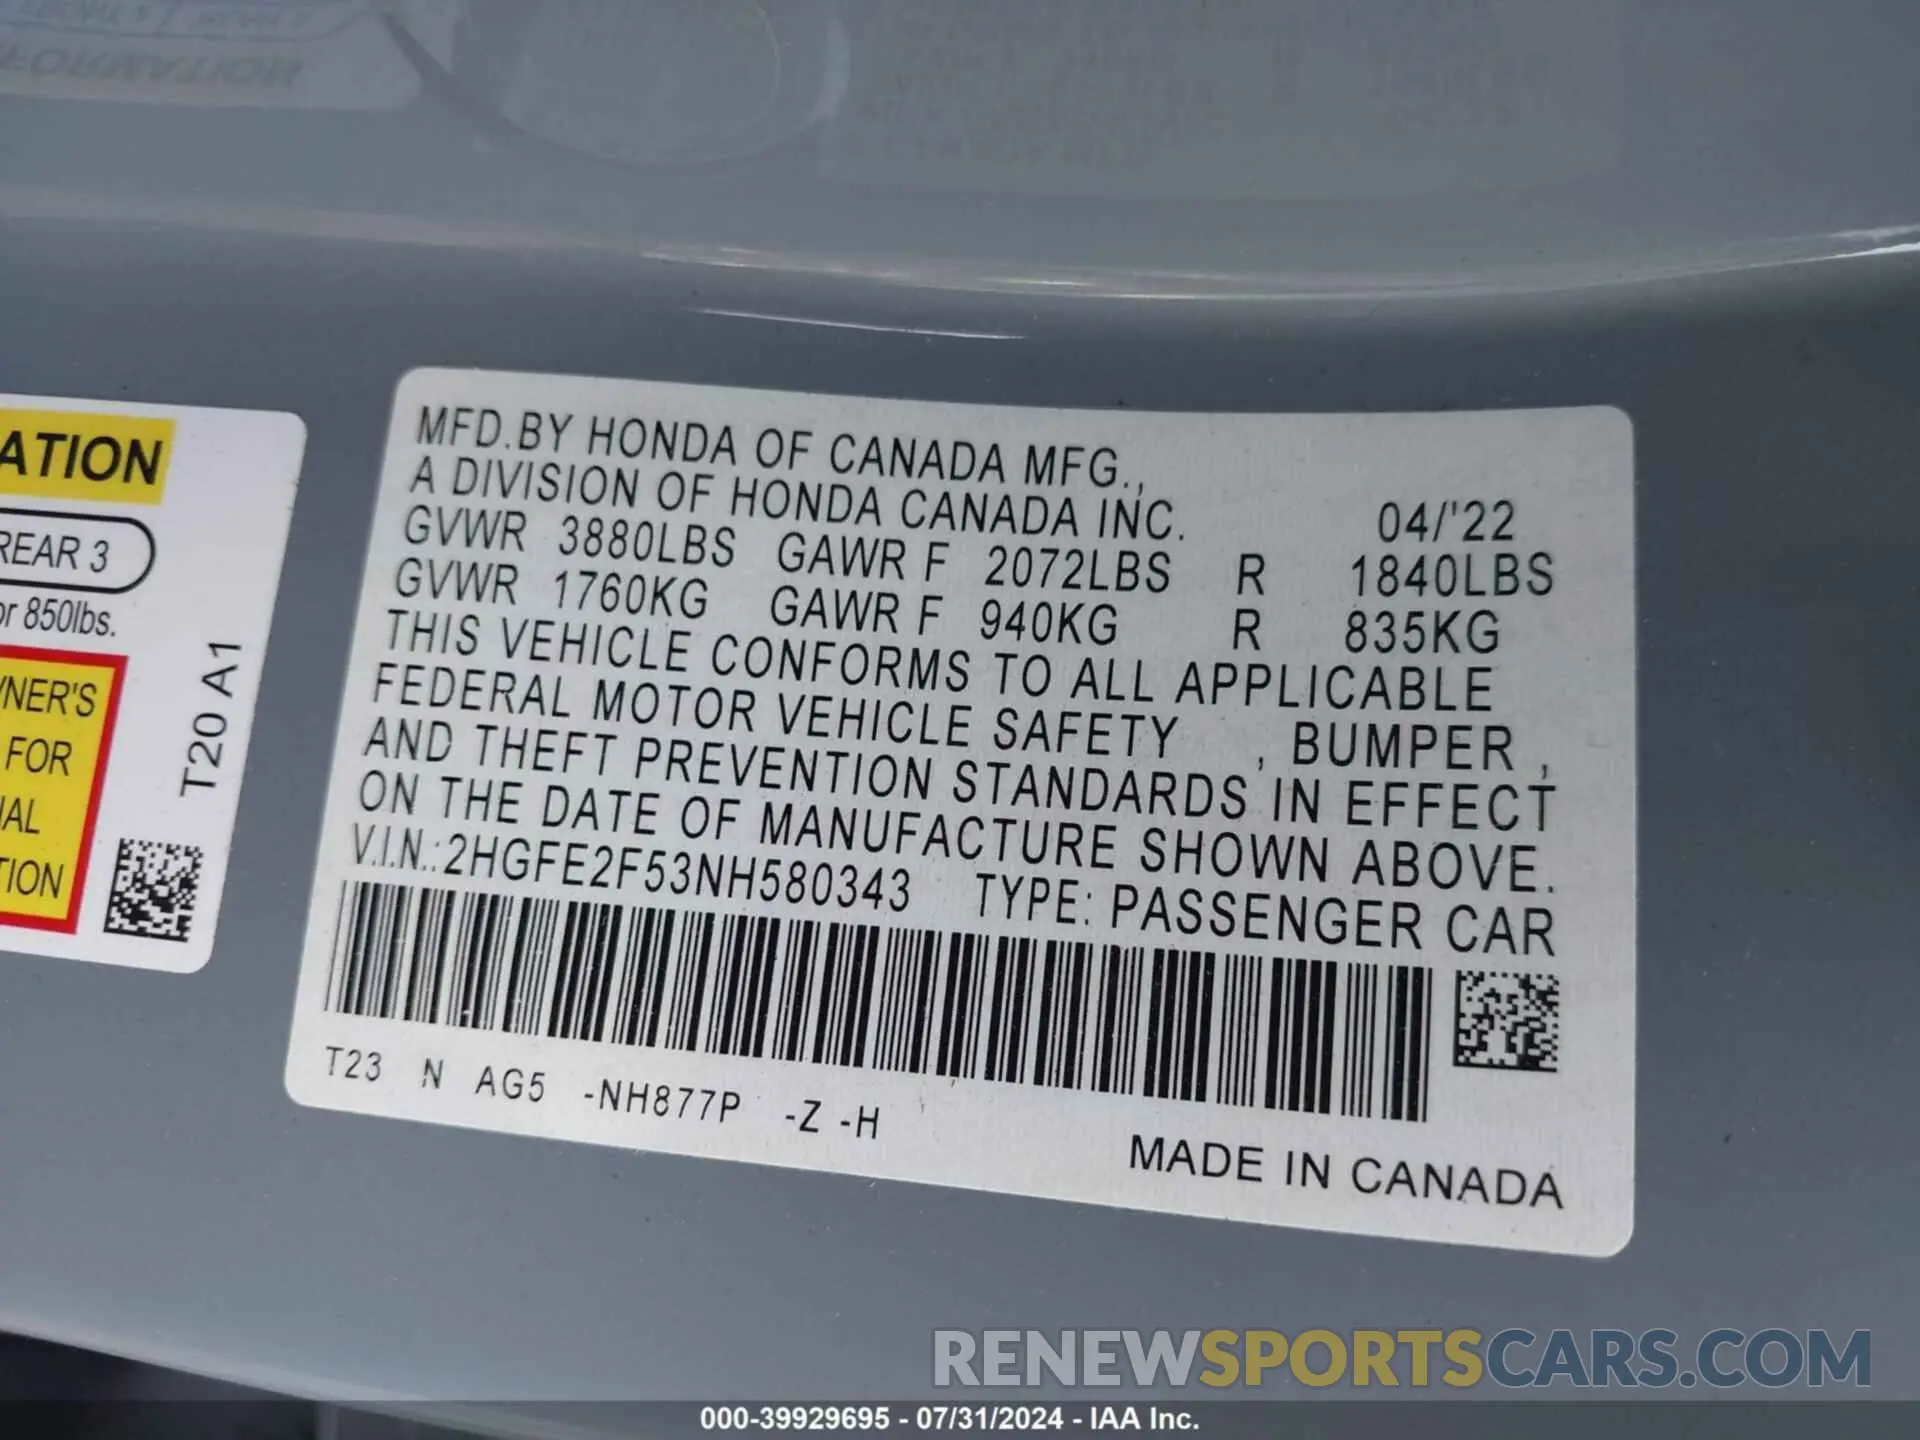 FORMATION
ATION
REAR 3
or 850lbs.
NER'S
FOR
AL
TION
T20 A1
MFD.BY HONDA OF CANADA MFG.,
A DIVISION OF HONDA CANADA INC. 04/'22
GVWR 3880LBS GAWR F 2072LBS R 1840LBS
GVWR 1760KG GAWR F 940KG R 835KG
THIS VEHICLE CONFORMS TO ALL APPLICABLE
FEDERAL MOTOR VEHICLE SAFETY , BUMPER ,
AND THEFT PREVENTION STANDARDS IN EFFECT
ON THE DATE OF MANUFACTURE SHOWN ABOVE.
V.I.N.:2HGFE2F53NH580343 TYPE: PASSENGER CAR
T23 N AG5 -NH877P -Z -H
MADE IN CANADA
RENEWSPORTSCARS.COM
000-39929695 - 07/31/2024 - IAA Inc.